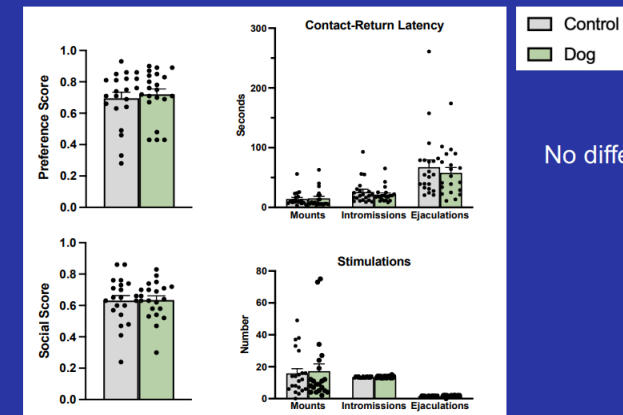 Contact-Return Latency
Control
Dog
Preference Score
1.0
0.8
0.6
0.4
0.2
0.0
Seconds
300
200
100
0
Mounts Intromissions Ejaculations
No diffe
Social Score
1.0
0.8
0.6
0.4
0.2
0.0
Stimulations
Number
80
60
40
20
0
Mounts Intromissions Ejaculations